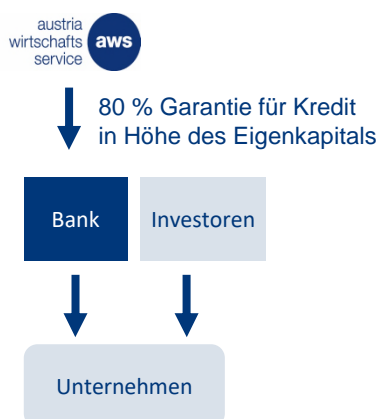 austria
wirtschafts
service
aws
80 % Garantie für Kredit
in Höhe des Eigenkapitals
Bank
Investoren
Unternehmen